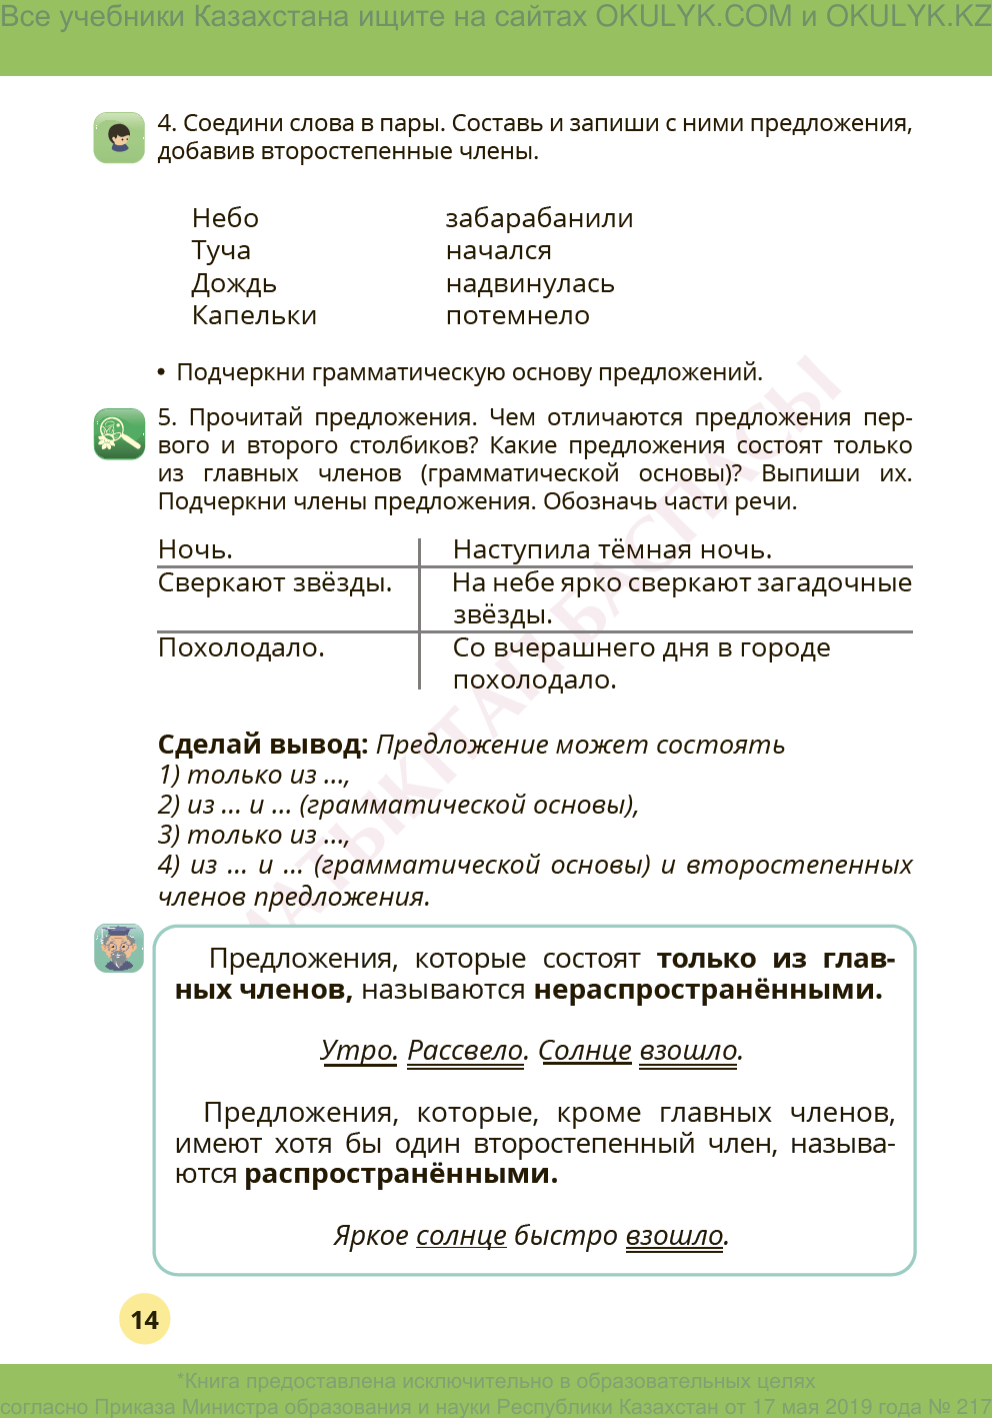 Все учебники Казахстана ищите на сайтах OKULYK.COM и OKULYK.KZ
4. Соедини слова в пары. Составь и запиши с ними предложения,
добавив второстепенные члены.
Небо забарабанили
Туча начался
Дождь надвинулась
Капельки потемнело
• Подчеркни грамматическую основу предложений.
5. Прочитай предложения. Чем отличаются предложения пер-
вого и второго столбиков? Какие предложения состоят только
из главных членов (грамматической основы)? Выпиши их.
Подчеркни члены предложения. Обозначь части речи.
Ночь. Наступила тёмная ночь.
Сверкают звёзды. На небе ярко сверкают загадочные
звёзды.
Похолодало. Со вчерашнего дня в городе
похолодало.
Сделай вывод: Предложение может состоять
1) только из ...,
2) из ... и ... (грамматической основы),
3) только из ...,
4) из ... и ... (грамматической основы) и второстепенных
членов предложения.
Предложения, которые состоят только из глав-
ных членов, называются нераспространёнными.
Утро. Рассвело. Солнце взошло.
Предложения, которые, кроме главных членов,
имеют хотя бы один второстепенный член, называ-
ются распространёнными.
Яркое солнце быстро взошло.
14
*Книга предоставлена исключительно в образовательных целях
согласно Приказа Министра образования и науки Республики Казахстан от 17 мая 2019 года № 217